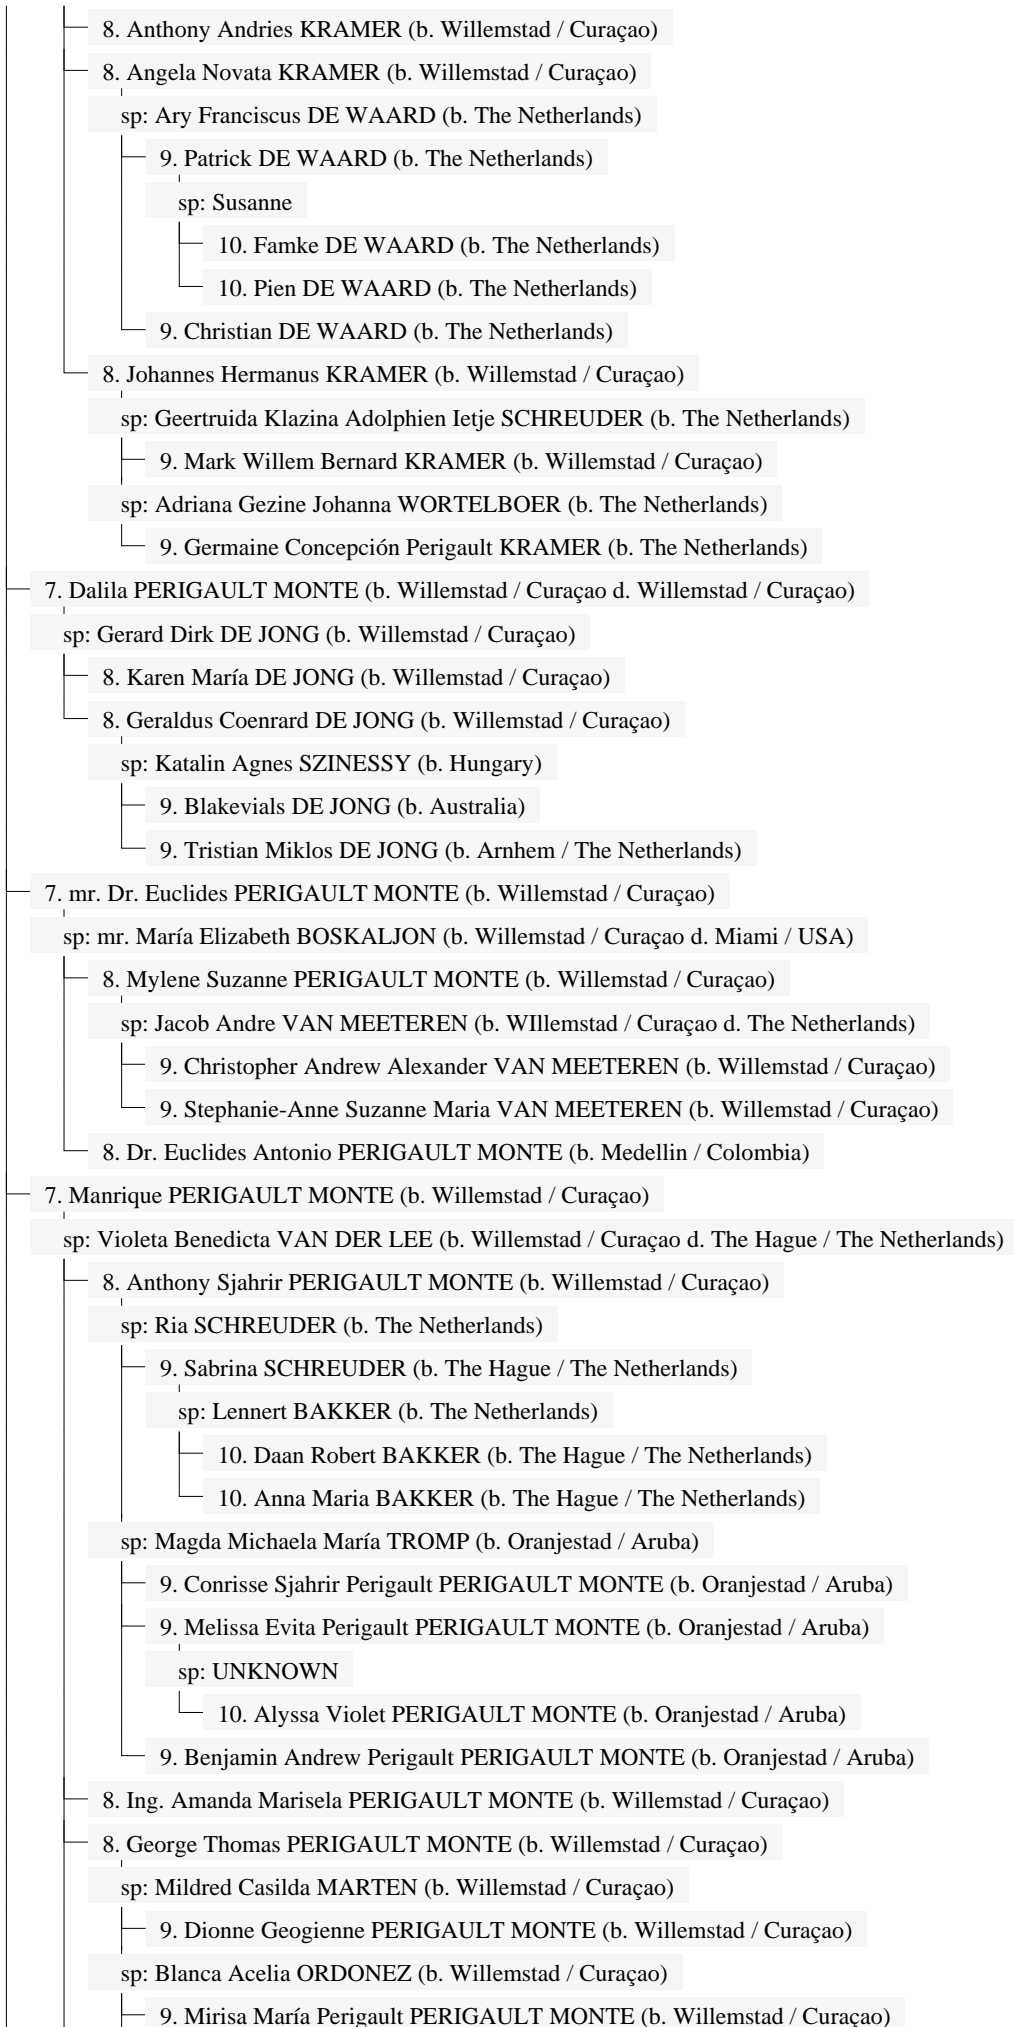 8. Anthony Andries KRAMER (b. Willemstad / Curaçao)
8. Angela Novata KRAMER (b. Willemstad / Curaçao)
sp: Ary Franciscus DE WAARD (b. The Netherlands)
9. Patrick DE WAARD (b. The Netherlands)
sp: Susanne
10. Famke DE WAARD (b. The Netherlands)
10. Pien DE WAARD (b. The Netherlands)
9. Christian DE WAARD (b. The Netherlands)
8. Johannes Hermanus KRAMER (b. Willemstad / Curaçao)
sp: Geertruida Klazina Adolphien Ietje SCHREUDER (b. The Netherlands)
9. Mark Willem Bernard KRAMER (b. Willemstad / Curaçao)
sp: Adriana Gezine Johanna WORTELBOER (b. The Netherlands)
9. Germaine Concepción Perigault KRAMER (b. The Netherlands)
7. Dalila PERIGAULT MONTE (b. Willemstad / Curaçao d. Willemstad / Curaçao)
sp: Gerard Dirk DE JONG (b. Willemstad / Curaçao)
8. Karen María DE JONG (b. Willemstad / Curaçao)
8. Geraldus Coenrard DE JONG (b. Willemstad / Curaçao)
sp: Katalin Agnes SZINESSY (b. Hungary)
9. Blakevials DE JONG (b. Australia)
9. Tristian Miklos DE JONG (b. Arnhem / The Netherlands)
7. mr. Dr. Euclides PERIGAULT MONTE (b. Willemstad / Curaçao)
sp: mr. María Elizabeth BOSKALJON (b. Willemstad / Curaçao d. Miami / USA)
8. Mylene Suzanne PERIGAULT MONTE (b. Willemstad / Curaçao)
sp: Jacob Andre VAN MEETEREN (b. WIllemstad / Curaçao d. The Netherlands)
9. Christopher Andrew Alexander VAN MEETEREN (b. Willemstad / Curaçao)
9. Stephanie-Anne Suzanne Maria VAN MEETEREN (b. Willemstad / Curaçao)
8. Dr. Euclides Antonio PERIGAULT MONTE (b. Medellin / Colombia)
7. Manrique PERIGAULT MONTE (b. Willemstad / Curaçao)
sp: Violeta Benedicta VAN DER LEE (b. Willemstad / Curaçao d. The Hague / The Netherlands)
8. Anthony Sjahrir PERIGAULT MONTE (b. Willemstad / Curaçao)
sp: Ria SCHREUDER (b. The Netherlands)
9. Sabrina SCHREUDER (b. The Hague / The Netherlands)
sp: Lennert BAKKER (b. The Netherlands)
10. Daan Robert BAKKER (b. The Hague / The Netherlands)
10. Anna Maria BAKKER (b. The Hague / The Netherlands)
sp: Magda Michaela María TROMP (b. Oranjestad / Aruba)
9. Conrisse Sjahrir Perigault PERIGAULT MONTE (b. Oranjestad / Aruba)
9. Melissa Evita Perigault PERIGAULT MONTE (b. Oranjestad / Aruba)
sp: UNKNOWN
10. Alyssa Violet PERIGAULT MONTE (b. Oranjestad / Aruba)
9. Benjamin Andrew Perigault PERIGAULT MONTE (b. Oranjestad / Aruba)
8. Ing. Amanda Marisela PERIGAULT MONTE (b. Willemstad / Curaçao)
8. George Thomas PERIGAULT MONTE (b. Willemstad / Curaçao)
sp: Mildred Casilda MARTEN (b. Willemstad / Curaçao)
9. Dionne Geogienne PERIGAULT MONTE (b. Willemstad / Curaçao)
sp: Blanca Acelia ORDONEZ (b. Willemstad / Curaçao)
9. Mirisa María Perigault PERIGAULT MONTE (b. Willemstad / Curaçao)